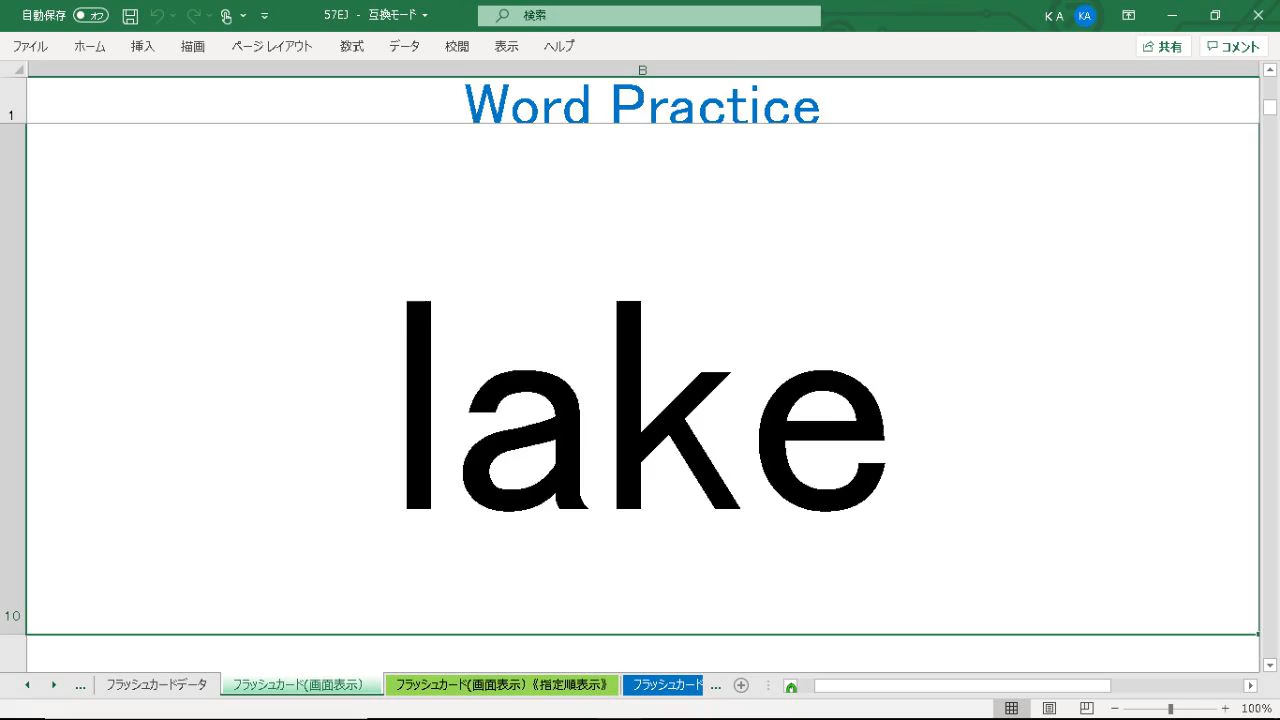 自動保存 オフ 57EJ - 互換モード 検索 K A KA
ファイル ホーム 挿入 描画 ページ レイアウト 数式 データ 校閲 表示 ヘルプ 共有 コメント
B
1 Word Practice
lake
10
... フラッシュカードデータ フラッシュカード(画面表示) フラッシュカード(画面表示)《指定順表示》 フラッシュカード ...
100%